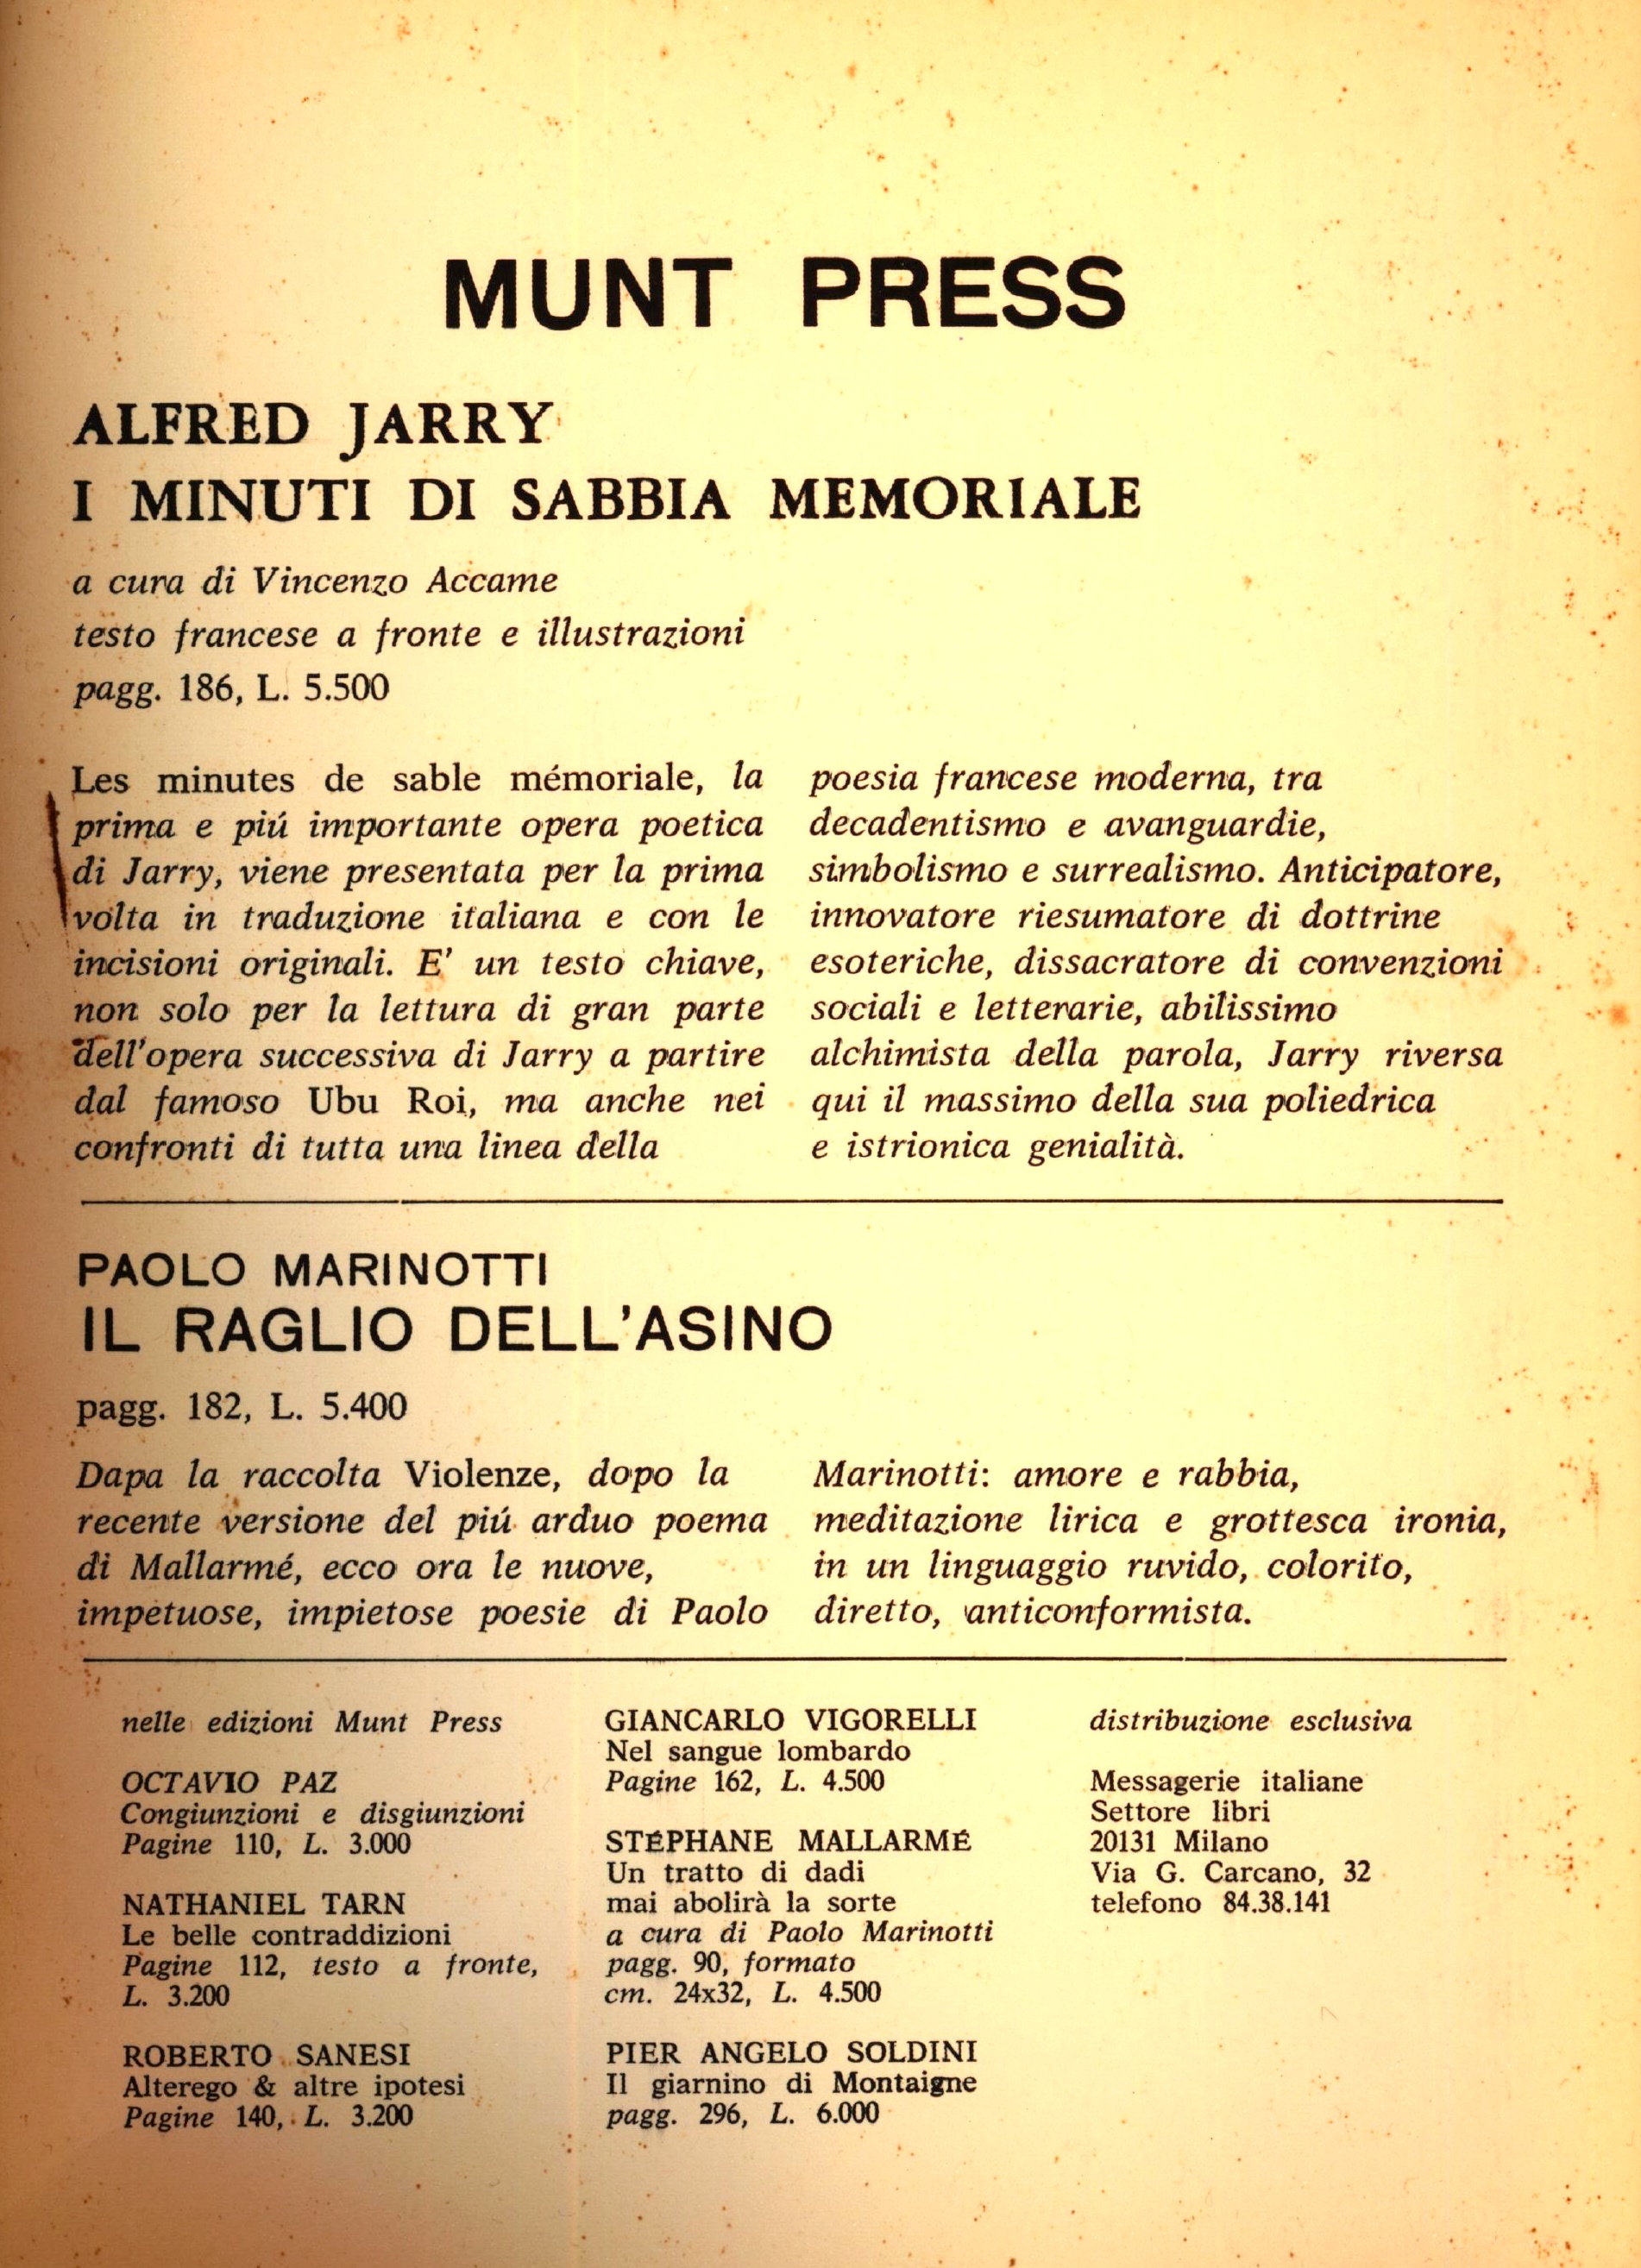 MUNT PRESS
ALFRED JARRY
I MINUTI DI SABBIA MEMORIALE
a cura di Vincenzo Accame
testo francese a fronte e illustrazioni
pagg. 186, L. 5.500
Les minutes de sable mémoriale, la
prima e piú importante opera poetica
di Jarry, viene presentata per la prima
volta in traduzione italiana e con le
incisioni originali. E' un testo chiave,
non solo per la lettura di gran parte
dell'opera successiva di Jarry a partire
dal famoso Ubu Roi, ma anche nei
confronti di tutta una linea della
poesia francese moderna, tra
decadentismo e avanguardie,
simbolismo e surrealismo. Anticipatore,
innovatore riesumatore di dottrine
esoteriche, dissacratore di convenzioni
sociali e letterarie, abilissimo
alchimista della parola, Jarry riversa
qui il massimo della sua poliedrica
e istrionica genialità.
PAOLO MARINOTTI
IL RAGLIO DELL'ASINO
pagg. 182, L. 5.400
Dapa la raccolta Violenze, dopo la
recente versione del piú arduo poema
di Mallarmé, ecco ora le nuove,
impetuose, impietose poesie di Paolo
Marinotti: amore e rabbia,
meditazione lirica e grottesca ironia,
in un linguaggio ruvido, colorito,
diretto, anticonformista.
nelle edizioni Munt Press
OCTAVIO PAZ
Congiunzioni e disgiunzioni
Pagine 110, L. 3.000
NATHANIEL TARN
Le belle contraddizioni
Pagine 112, testo a fronte,
L. 3.200
ROBERTO SANESI
Alterego & altre ipotesi
Pagine 140, L. 3.200
GIANCARLO VIGORELLI
Nel sangue lombardo
Pagine 162, L. 4.500
STÉPHANE MALLARMÉ
Un tratto di dadi
mai abolirà la sorte
a cura di Paolo Marinotti
pagg. 90, formato
cm. 24x32, L. 4.500
PIER ANGELO SOLDINI
Il giarnino di Montaigne
pagg. 296, L. 6.000
distribuzione esclusiva
Messagerie italiane
Settore libri
20131 Milano
Via G. Carcano, 32
telefono 84.38.141